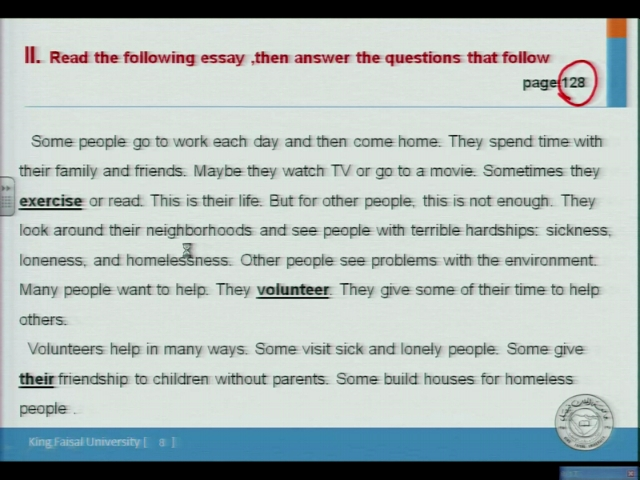 II. Read the following essay ,then answer the questions that follow
page 128
Some people go to work each day and then come home. They spend time with
their family and friends. Maybe they watch TV or go to a movie. Sometimes they
exercise or read. This is their life. But for other people, this is not enough. They
look around their neighborhoods and see people with terrible hardships: sickness,
loneness, and homelessness. Other people see problems with the environment.
Many people want to help. They volunteer. They give some of their time to help
others.
Volunteers help in many ways. Some visit sick and lonely people. Some give
their friendship to children without parents. Some build houses for homeless
people .
King Faisal University [ 8 ]